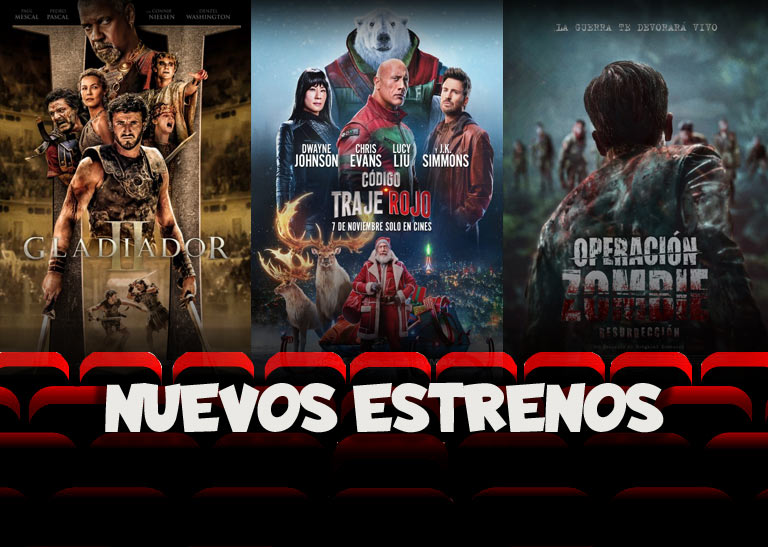 PAUL MESCAL PEDRO PASCAL CONNIE NIELSEN DENZEL WASHINGTON
GLADIADOR
II
DWAYNE JOHNSON CHRIS EVANS LUCY LIU Y J.K. SIMMONS
CÓDIGO
TRAJE ROJO
7 DE NOVIEMBRE SOLO EN CINES
LA GUERRA TE DEVORARÁ VIVO
OPERACIÓN
ZOMBIE
RESURRECCIÓN
NUEVOS ESTRENOS